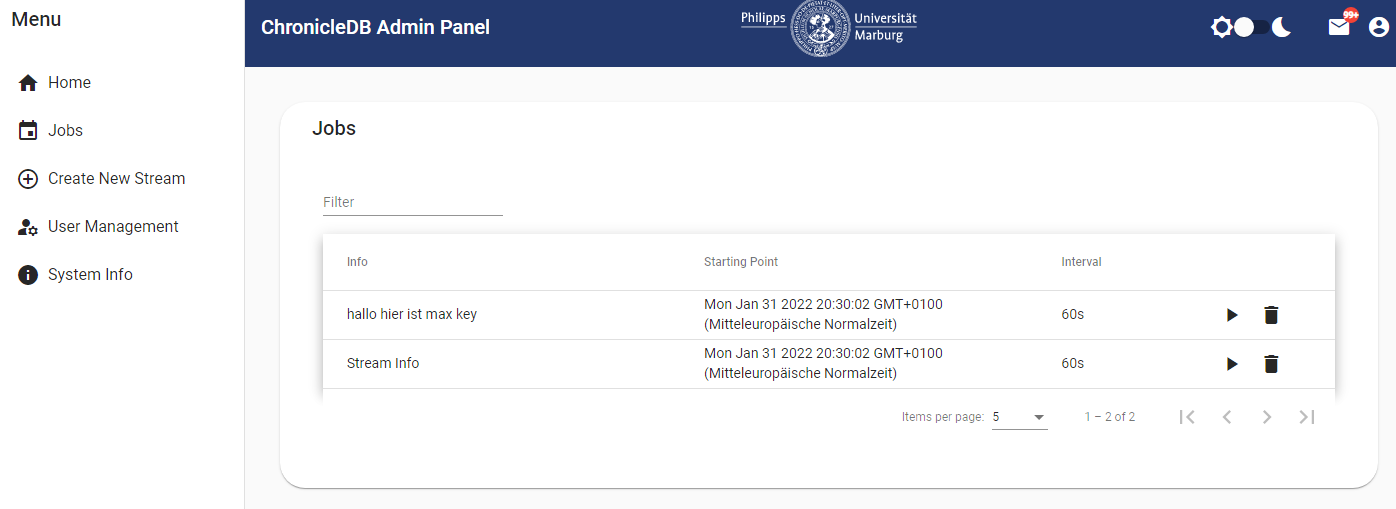 Menu
Home
Jobs
Create New Stream
User Management
System Info
ChronicleDB Admin Panel
Philipps Universität
Marburg
99+
Jobs
Filter
Info Starting Point Interval
hallo hier ist max key Mon Jan 31 2022 20:30:02 GMT+0100 60s
(Mitteleuropäische Normalzeit)
Stream Info Mon Jan 31 2022 20:30:02 GMT+0100 60s
(Mitteleuropäische Normalzeit)
Items per page: 5 1 – 2 of 2